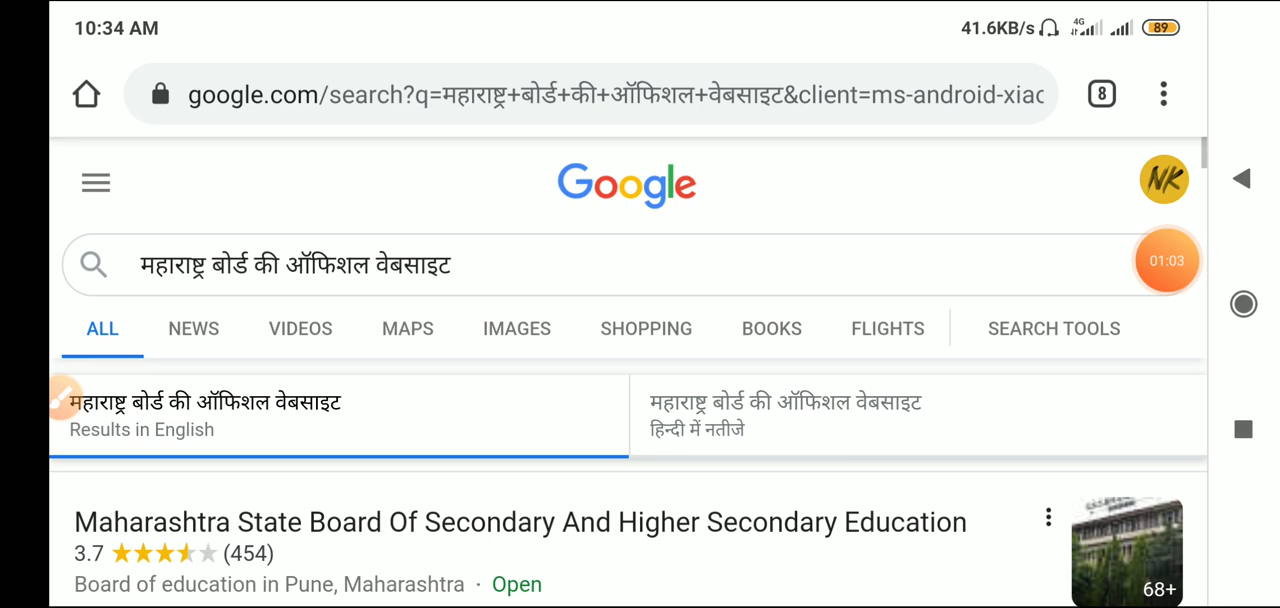 10:34 AM 41.6KB/s 4G 89
google.com/search?q=महाराष्ट्र+बोर्ड+की+ऑफिशल+वेबसाइट&client=ms-android-xiac 8
Google NK
महाराष्ट्र बोर्ड की ऑफिशल वेबसाइट 01:03
ALL NEWS VIDEOS MAPS IMAGES SHOPPING BOOKS FLIGHTS SEARCH TOOLS
महाराष्ट्र बोर्ड की ऑफिशल वेबसाइट महाराष्ट्र बोर्ड की ऑफिशल वेबसाइट
Results in English हिन्दी में नतीजे
Maharashtra State Board Of Secondary And Higher Secondary Education
3.7 (454)
Board of education in Pune, Maharashtra · Open
68+